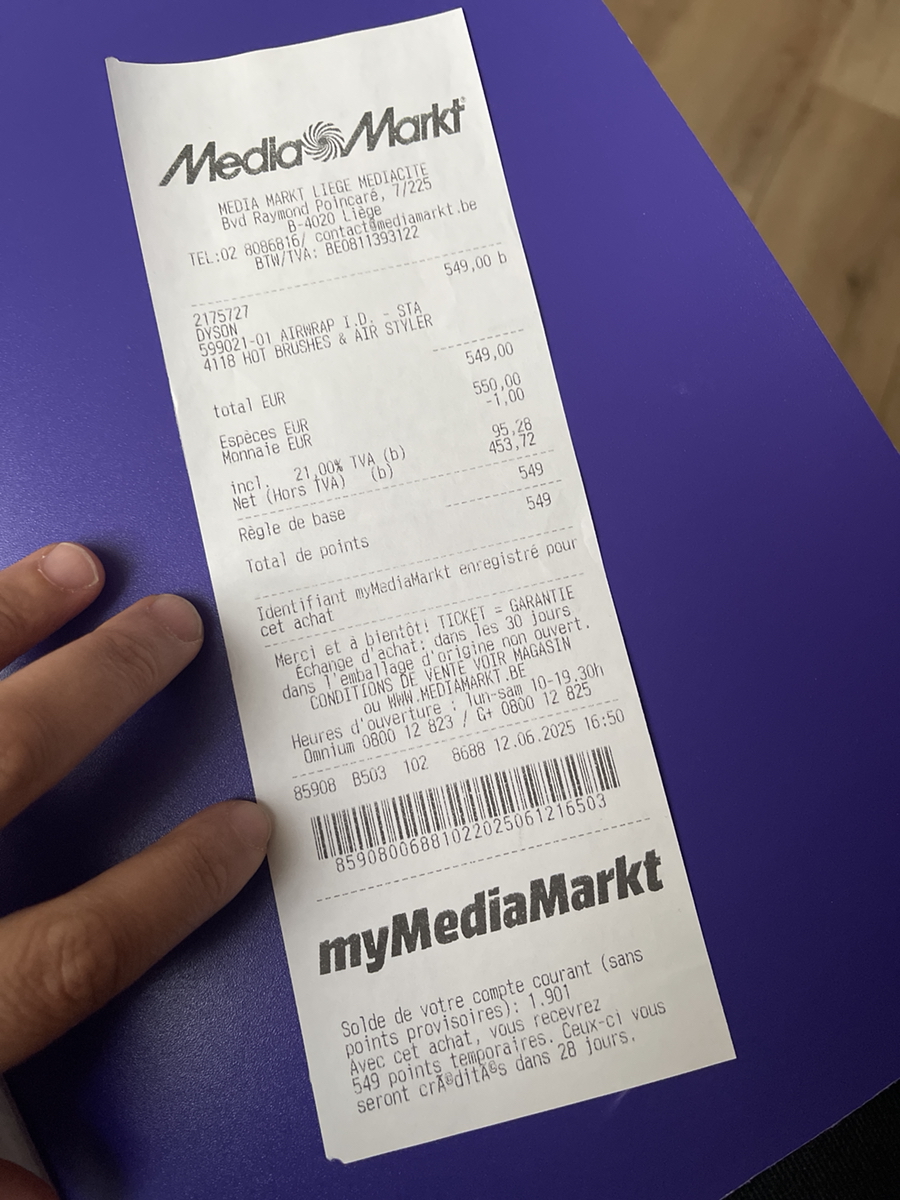 Media Markt
MEDIA MARKT LIEGE MEDIACITE
Bvd Raymond Poincaré, 7/225
B-4020 Liège
TEL:02 8086816/ contact@mediamarkt.be
BTW/TVA: BE0811393122
549,00 b
2175727
DYSON
599021-01 AIRWRAP I.D. - STA
4118 HOT BRUSHES & AIR STYLER
549,00
total EUR
550,00
Espèces EUR
-1,00
Monnaie EUR
95,28
incl. 21,00% TVA (b)
453,72
Net (Hors TVA) (b)
549
Règle de base
549
Total de points
Identifiant myMediaMarkt enregistré pour
cet achat
Merci et à bientôt! TICKET = GARANTIE
Échange d'achat: dans les 30 jours
dans l'emballage d'origine non ouvert.
CONDITIONS DE VENTE VOIR MAGASIN
ou WWW.MEDIAMARKT.BE
Heures d'ouverture : lun-sam 10-19.30h
Omnium 0800 12 823 / G+ 0800 12 825
85908 B503 102 8688 12.06.2025 16:50
8590800688102202506121​6503
myMediaMarkt
Solde de votre compte courant (sans
points provisoires): 1.901
Avec cet achat, vous recevrez
549 points temporaires. Ceux-ci vous
seront crÃ©ditÃ©s dans 28 jours.